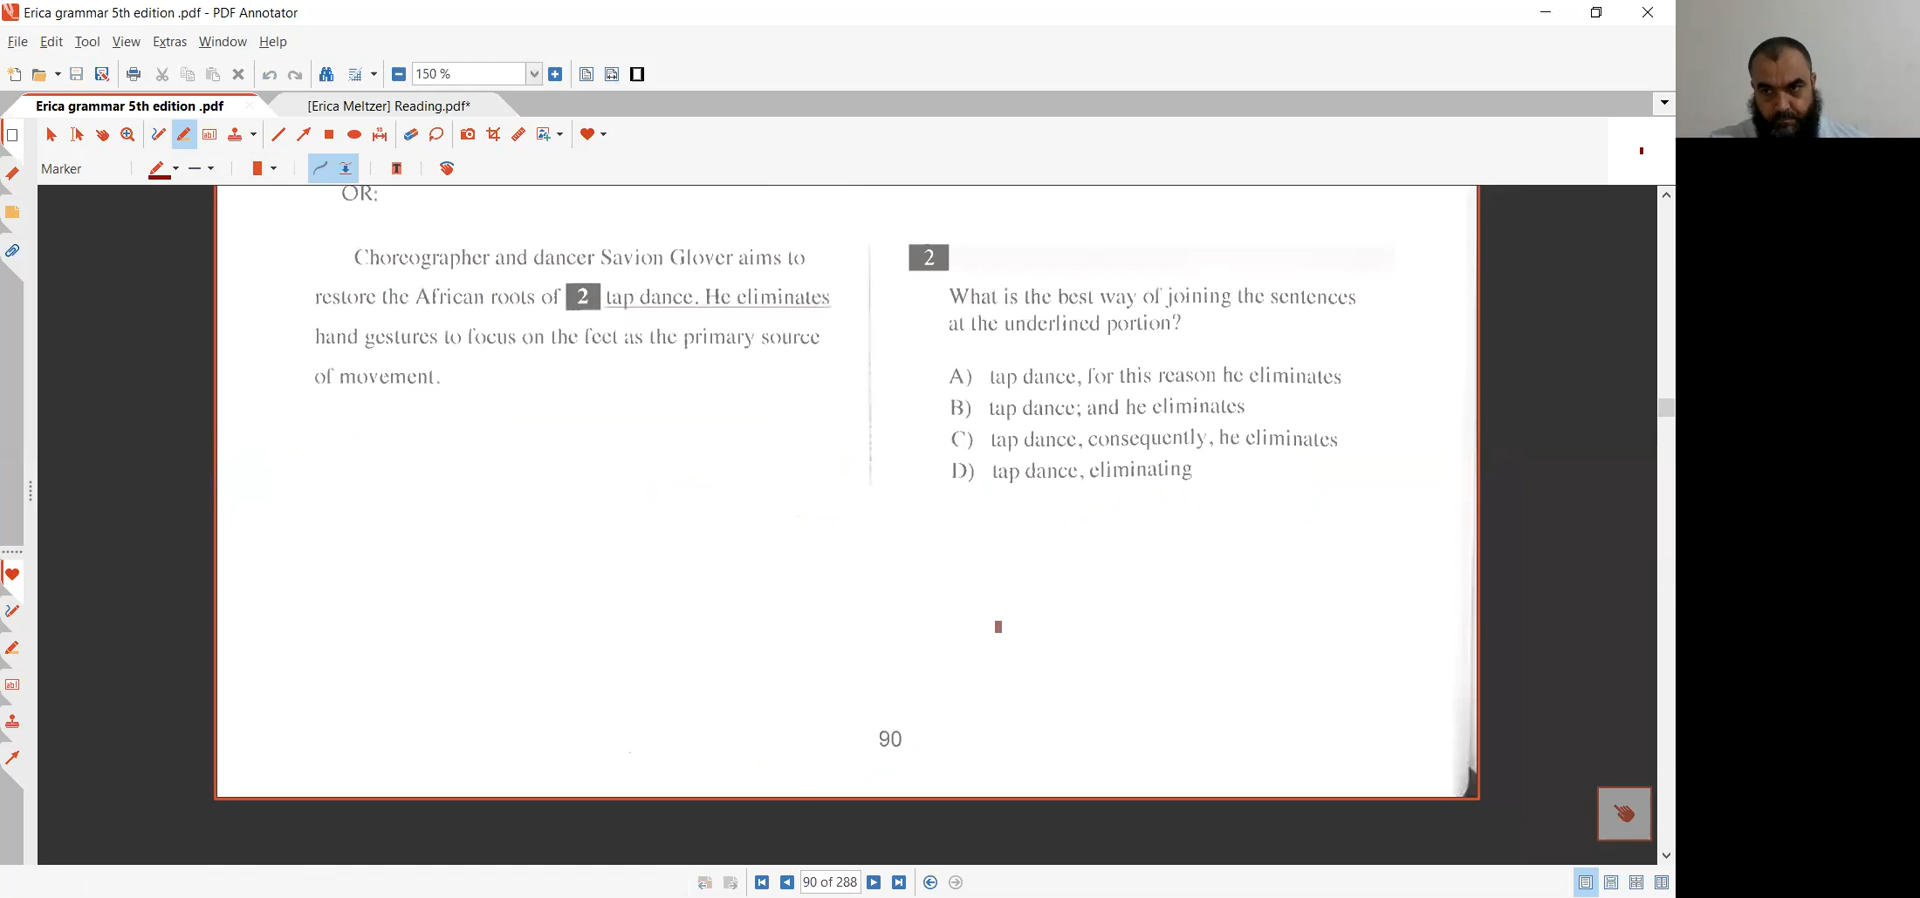 Erica grammar 5th edition .pdf - PDF Annotator
File Edit Tool View Extras Window Help
150 %
Erica grammar 5th edition .pdf
[Erica Meltzer] Reading.pdf*
Marker
OR:
Choreographer and dancer Savion Glover aims to
restore the African roots of 2 tap dance. He eliminates
hand gestures to focus on the feet as the primary source
of movement.
2
What is the best way of joining the sentences
at the underlined portion?
A) tap dance, for this reason he eliminates
B) tap dance; and he eliminates
C) tap dance, consequently, he eliminates
D) tap dance, eliminating
90
90 of 288